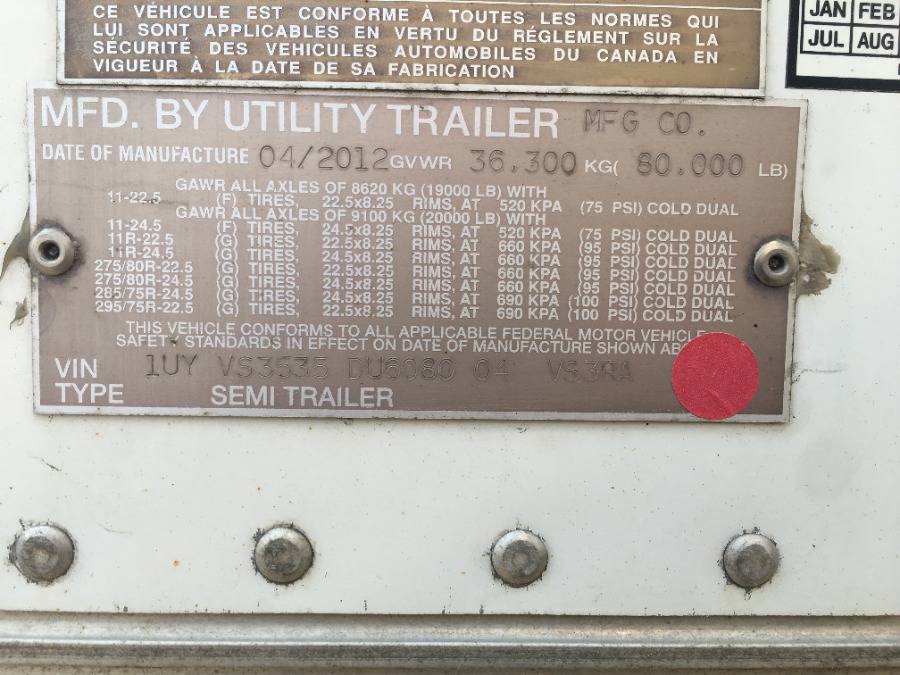 CE VÉHICULE EST CONFORME À TOUTES LES NORMES QUI
LUI SONT APPLICABLES EN VERTU DU RÉGLEMENT SUR LA
SÉCURITÉ DES VEHICULES AUTOMOBILES DU CANADA EN
VIGUEUR À LA DATE DE SA FABRICATION
JAN FEB
JUL AUG
MFD. BY UTILITY TRAILER MFG CO.
DATE OF MANUFACTURE 04/2012 GVWR 36,300 KG( 80.000 LB)
GAWR ALL AXLES OF 8620 KG (19000 LB) WITH
11-22.5 (F) TIRES, 22.5x8.25 RIMS, AT 520 KPA (75 PSI) COLD DUAL
GAWR ALL AXLES OF 9100 KG (20000 LB) WITH
11-24.5 (F) TIRES, 24.5x8.25 RIMS, AT 520 KPA (75 PSI) COLD DUAL
11R-22.5 (G) TIRES, 22.5x8.25 RIMS, AT 660 KPA (95 PSI) COLD DUAL
11R-24.5 (G) TIRES, 24.5x8.25 RIMS, AT 660 KPA (95 PSI) COLD DUAL
275/80R-22.5 (G) TIRES, 22.5x8.25 RIMS, AT 660 KPA (95 PSI) COLD DUAL
275/80R-24.5 (G) TIRES, 24.5x8.25 RIMS, AT 660 KPA (95 PSI) COLD DUAL
285/75R-24.5 (G) TIRES, 24.5x8.25 RIMS, AT 690 KPA (100 PSI) COLD DUAL
295/75R-22.5 (G) TIRES, 22.5x8.25 RIMS, AT 690 KPA (100 PSI) COLD DUAL
THIS VEHICLE CONFORMS TO ALL APPLICABLE FEDERAL MOTOR VEHICLE
SAFETY STANDARDS IN EFFECT ON DATE OF MANUFACTURE SHOWN AB
VIN 1UY VS3535 DU6080 04 VS3RA
TYPE SEMI TRAILER